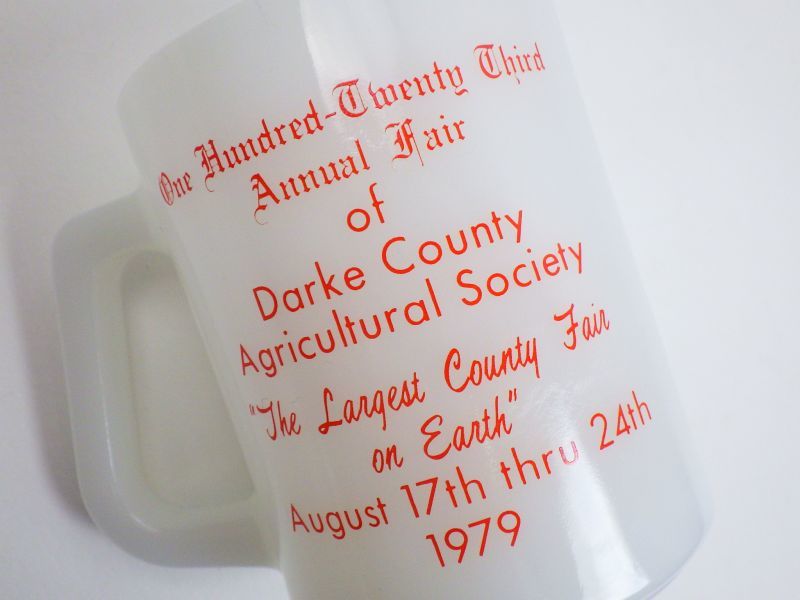 One Hundred-Twenty Third
Annual Fair
of
Darke County
Agricultural Society
"The Largest County Fair
on Earth"
August 17th thru 24th
1979